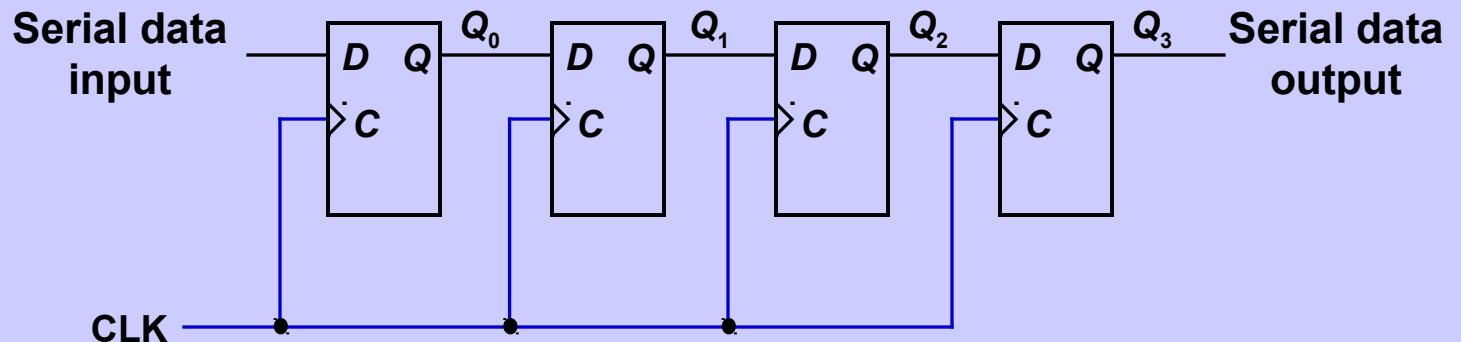 Serial data input
Q0 Q1 Q2 Q3
Serial data output
D Q D Q D Q D Q
C C C C
CLK